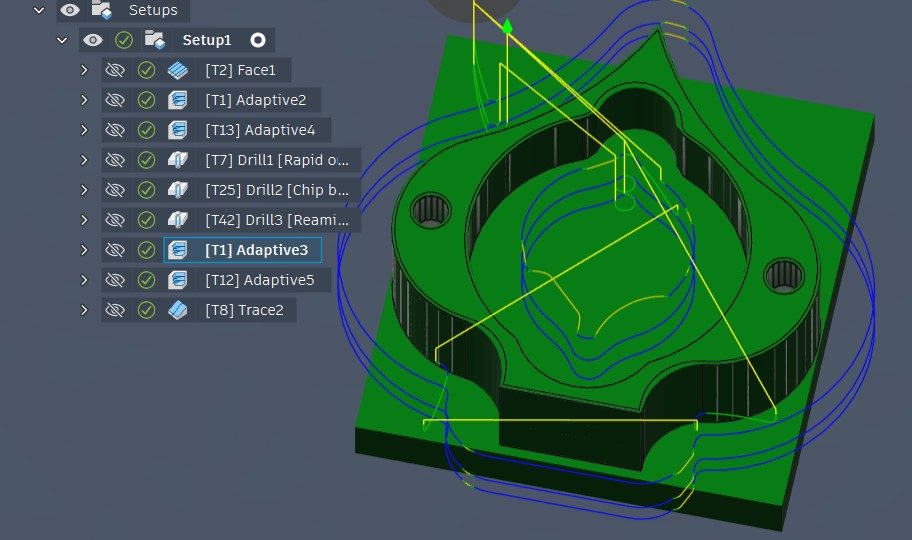 Setups
Setup1
[T2] Face1
[T1] Adaptive2
[T13] Adaptive4
[T7] Drill1 [Rapid o...
[T25] Drill2 [Chip b...
[T42] Drill3 [Reami...
[T1] Adaptive3
[T12] Adaptive5
[T8] Trace2